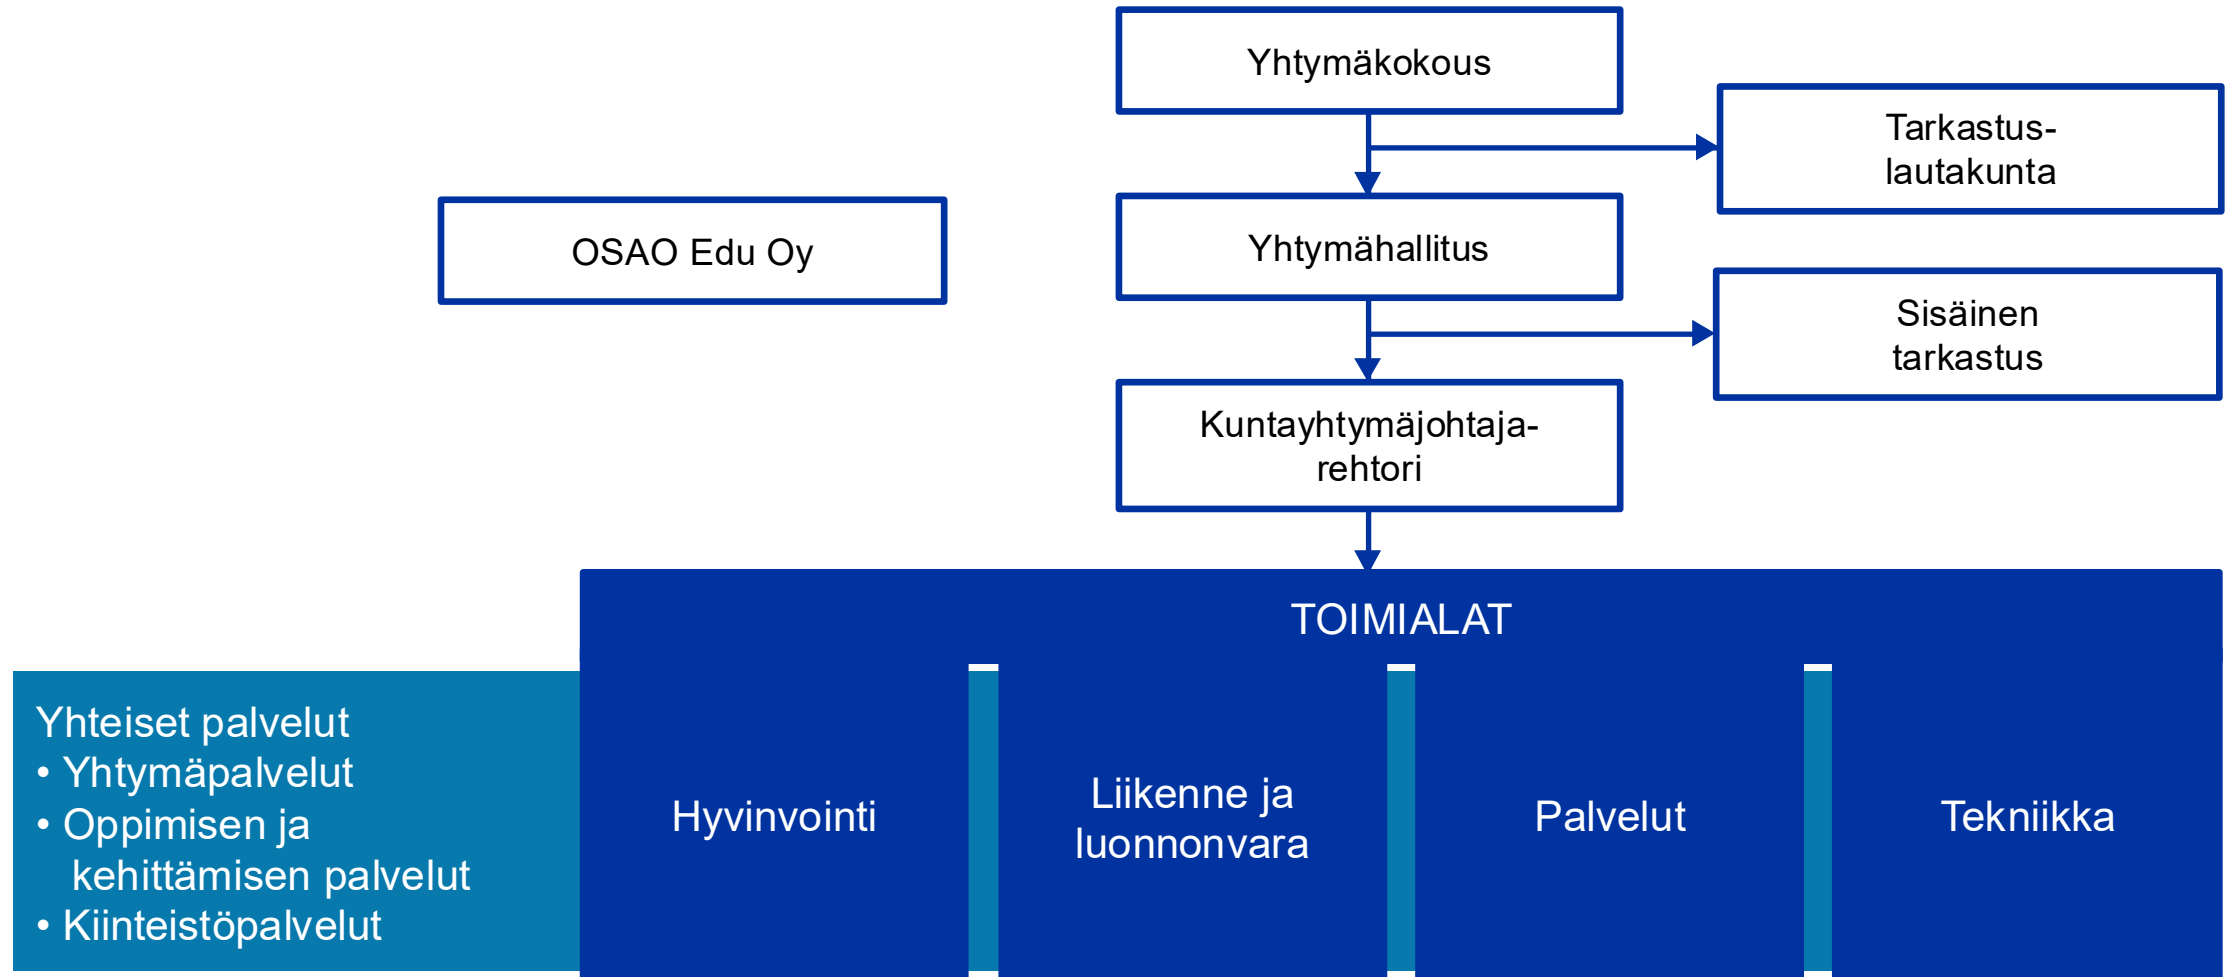 Yhtymäkokous
Tarkastus-
lautakunta
OSAO Edu Oy
Yhtymähallitus
Sisäinen
tarkastus
Kuntayhtymäjohtaja-
rehtori
TOIMIALAT
Yhteiset palvelut
• Yhtymäpalvelut
• Oppimisen ja
kehittämisen palvelut
• Kiinteistöpalvelut
Hyvinvointi
Liikenne ja
luonnonvara
Palvelut
Tekniikka